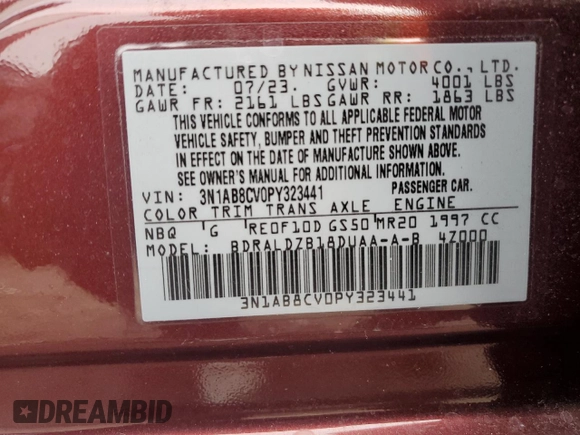 MANUFACTURED BY NISSAN MOTOR CO., LTD.
DATE: 07/23. GVWR: 4001 LBS
GAWR FR: 2161 LBS GAWR RR: 1863 LBS
THIS VEHICLE CONFORMS TO ALL APPLICABLE FEDERAL MOTOR
VEHICLE SAFETY, BUMPER AND THEFT PREVENTION STANDARDS
IN EFFECT ON THE DATE OF MANUFACTURE SHOWN ABOVE.
SEE OWNER'S MANUAL FOR ADDITIONAL INFORMATION.
VIN: 3N1AB8CV0PY323441 PASSENGER CAR.
COLOR TRIM TRANS AXLE ENGINE
NBQ G RE0F10D GS50 MR20 1997 CC
MODEL: BDRALDZB18DUAA-A-B 4Z000
3N1AB8CV0PY323441
DREAMBID